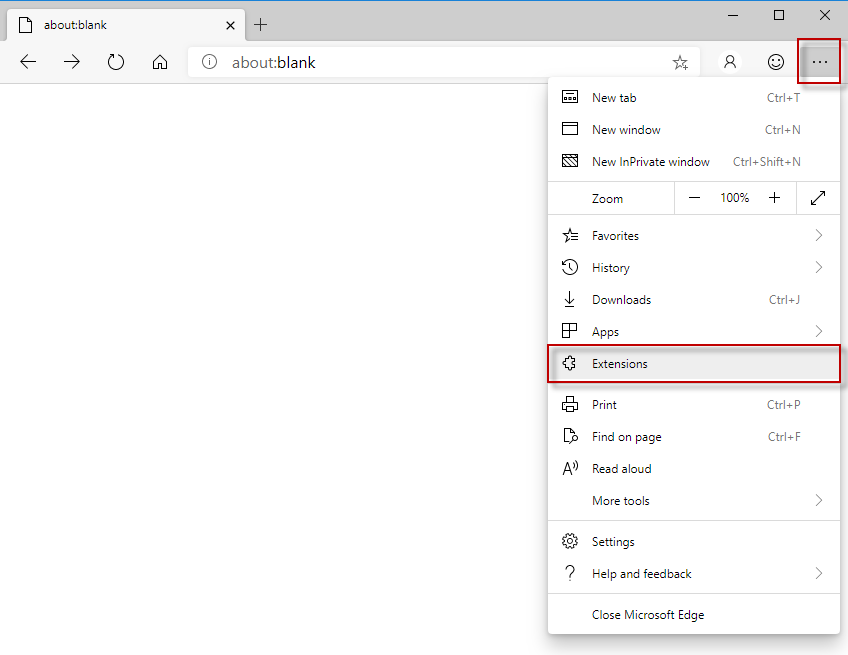 about:blank
about:blank
New tab Ctrl+T
New window Ctrl+N
New InPrivate window Ctrl+Shift+N
Zoom 100%
Favorites
History
Downloads Ctrl+J
Apps
Extensions
Print Ctrl+P
Find on page Ctrl+F
Read aloud
More tools
Settings
Help and feedback
Close Microsoft Edge